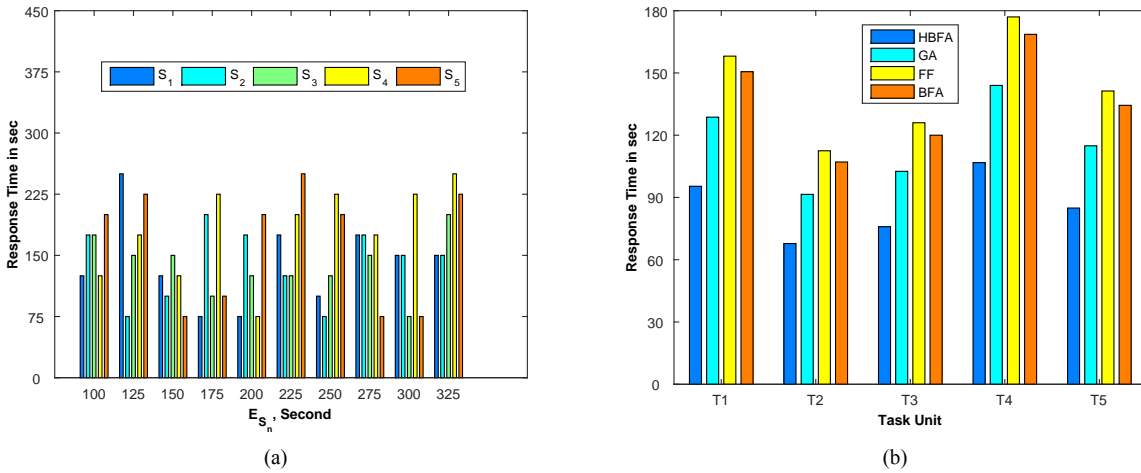 450
375
300
225
150
75
0
Response Time in sec
S1 S2 S3 S4 S5
100 125 150 175 200 225 250 275 300 325
ESn, Second
(a)
180
150
120
90
60
30
0
Response Time in sec
HBFA
GA
FF
BFA
T1 T2 T3 T4 T5
Task Unit
(b)